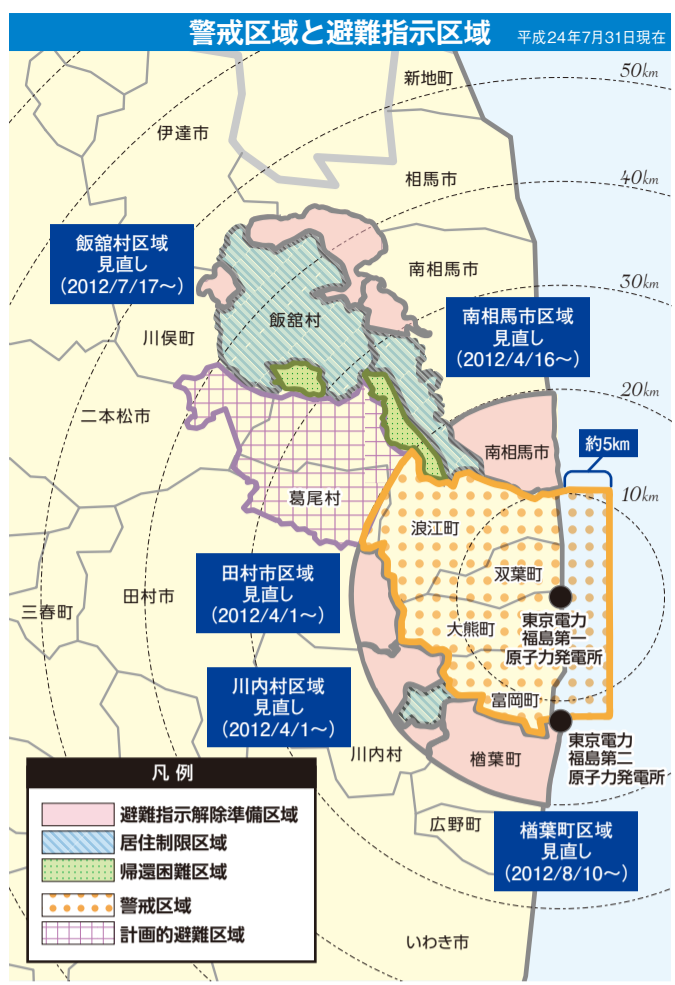 警戒区域と避難指示区域
平成24年7月31日現在
50km
新地町
伊達市
40km
相馬市
飯舘村区域
見直し
(2012/7/17〜)
南相馬市
30km
南相馬市区域
見直し
(2012/4/16〜)
飯舘村
川俣町
20km
二本松市
南相馬市
約5km
10km
葛尾村
浪江町
田村市区域
見直し
(2012/4/1〜)
双葉町
三春町
田村市
大熊町
東京電力
福島第一
原子力発電所
川内村区域
見直し
(2012/4/1〜)
富岡町
東京電力
福島第二
原子力発電所
川内村
楢葉町
凡例
避難指示解除準備区域
居住制限区域
帰還困難区域
警戒区域
計画的避難区域
広野町
楢葉町区域
見直し
(2012/8/10〜)
いわき市